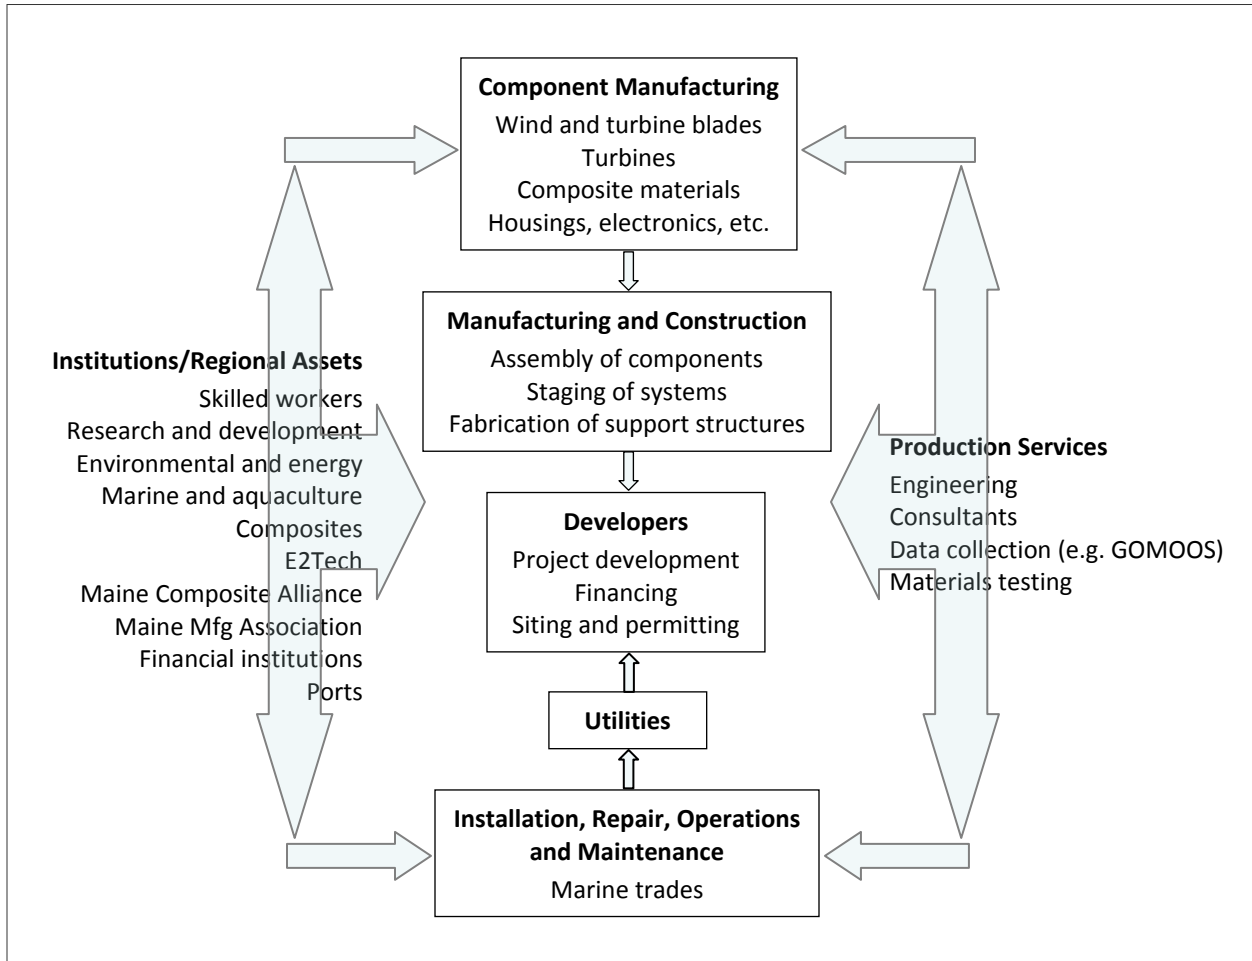 Component Manufacturing
Wind and turbine blades
Turbines
Composite materials
Housings, electronics, etc.
Manufacturing and Construction
Assembly of components
Staging of systems
Fabrication of support structures
Institutions/Regional Assets
Skilled workers
Research and development
Environmental and energy
Marine and aquaculture
Composites
E2Tech
Maine Composite Alliance
Maine Mfg Association
Financial institutions
Ports
Production Services
Engineering
Consultants
Data collection (e.g. GOMOOS)
Materials testing
Developers
Project development
Financing
Siting and permitting
Utilities
Installation, Repair, Operations
and Maintenance
Marine trades